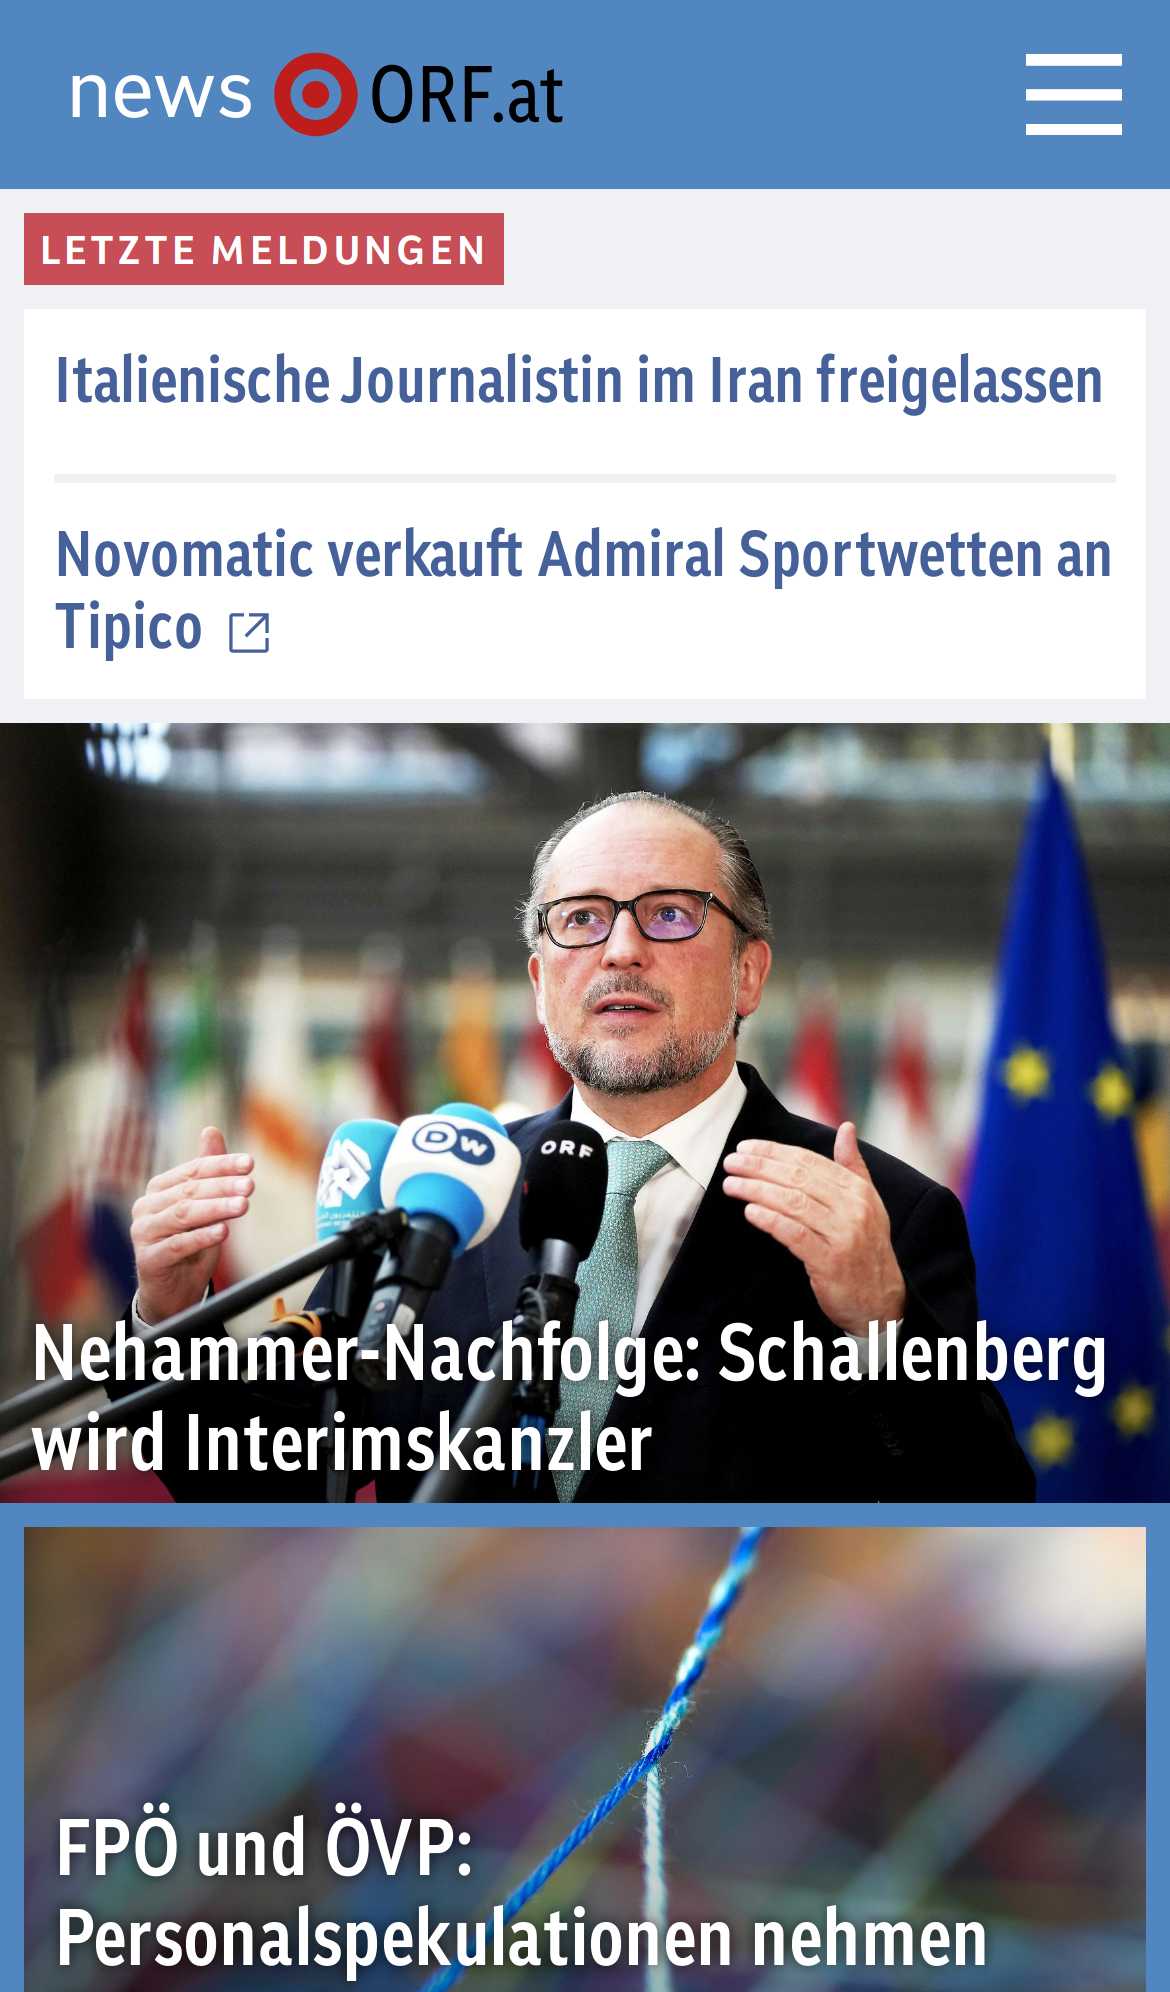 news ORF.at
LETZTE MELDUNGEN
Italienische Journalistin im Iran freigelassen
Novomatic verkauft Admiral Sportwetten an
Tipico
DW
ORF
Nehammer-Nachfolge: Schallenberg
wird Interimskanzler
FPÖ und ÖVP:
Personalspekulationen nehmen